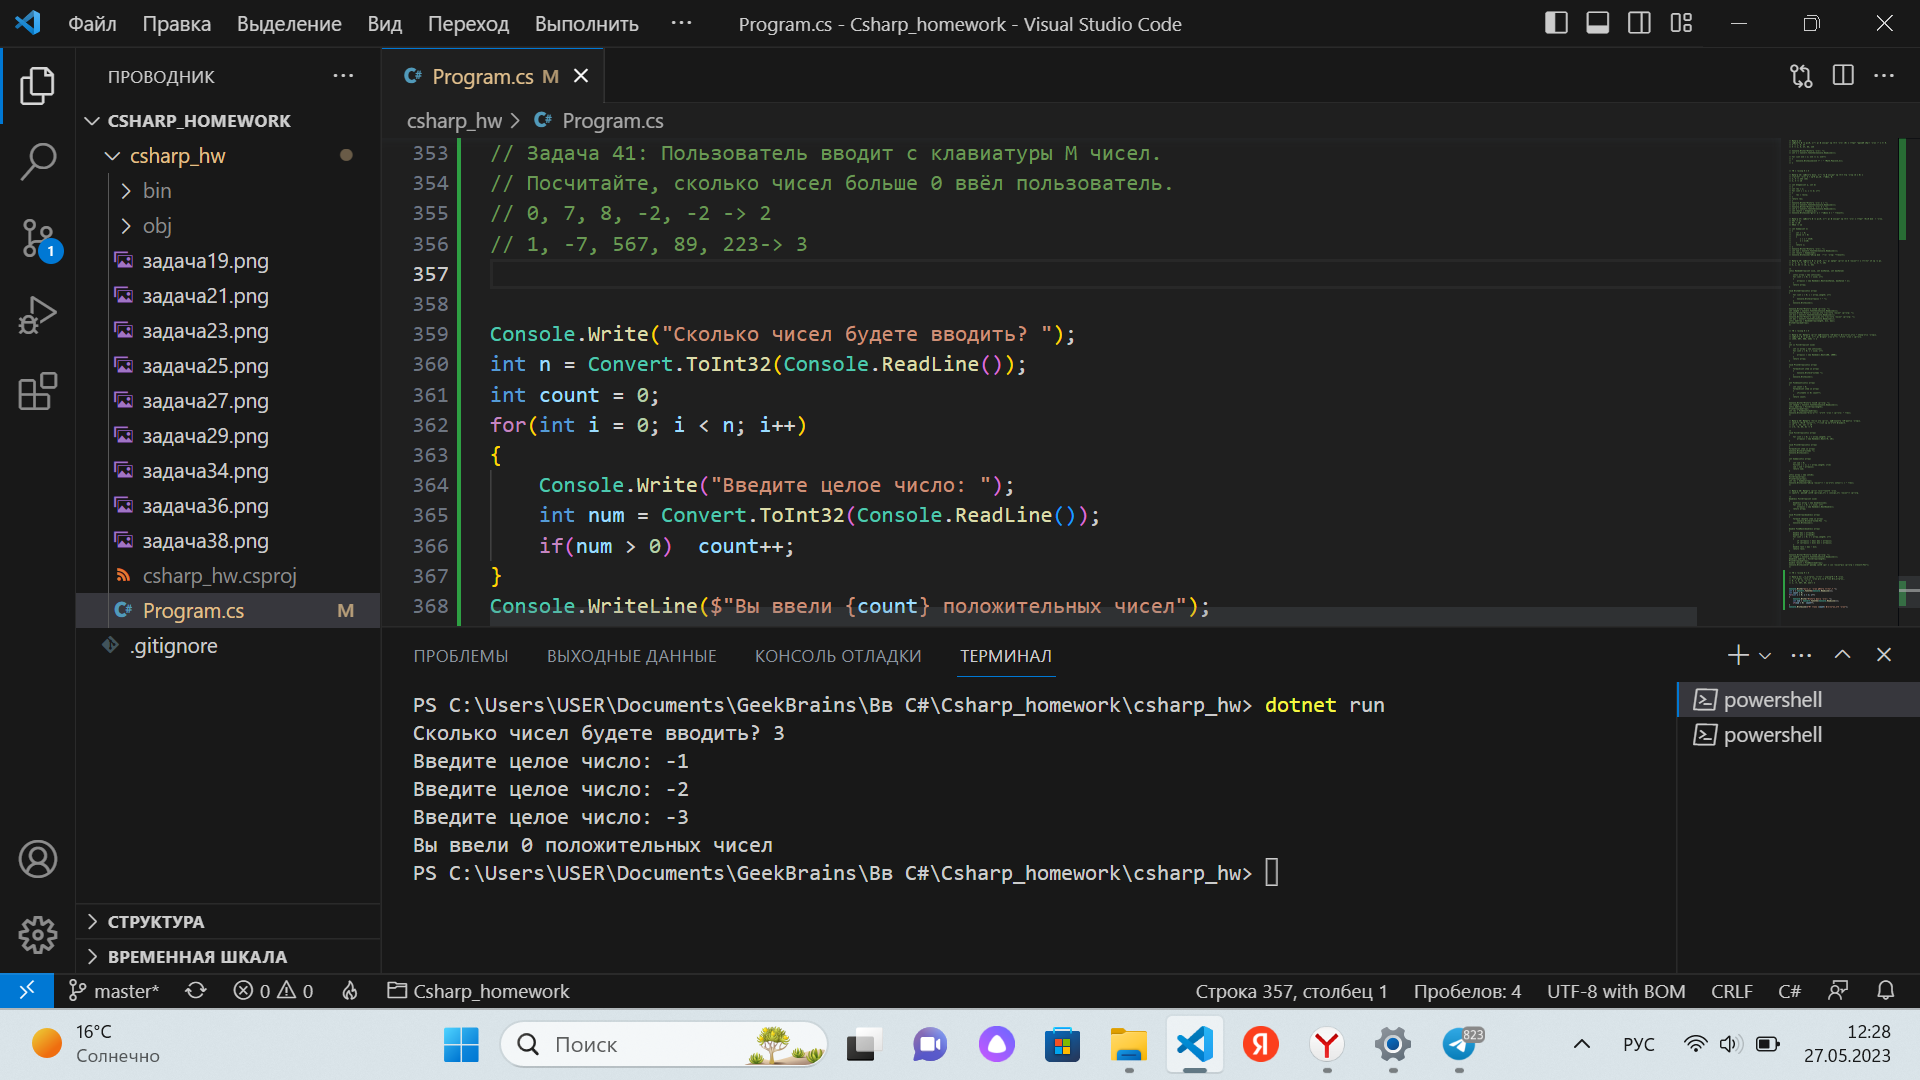 Файл Правка Выделение Вид Переход Выполнить ··· Program.cs - Csharp_homework - Visual Studio Code
ПРОВОДНИК ···
CSHARP_HOMEWORK
csharp_hw
bin
obj
задача19.png
задача21.png
задача23.png
задача25.png
задача27.png
задача29.png
задача34.png
задача36.png
задача38.png
csharp_hw.csproj
Program.cs M
.gitignore
СТРУКТУРА
ВРЕМЕННАЯ ШКАЛА
1
Program.cs M
csharp_hw > Program.cs
353 // Задача 41: Пользователь вводит с клавиатуры M чисел.
354 // Посчитайте, сколько чисел больше 0 ввёл пользователь.
355 // 0, 7, 8, -2, -2 -> 2
356 // 1, -7, 567, 89, 223-> 3
357
358
359 Console.Write("Сколько чисел будете вводить? ");
360 int n = Convert.ToInt32(Console.ReadLine());
361 int count = 0;
362 for(int i = 0; i < n; i++)
363 {
364 Console.Write("Введите целое число: ");
365 int num = Convert.ToInt32(Console.ReadLine());
366 if(num > 0)  count++;
367 }
368 Console.WriteLine($"Вы ввели {count} положительных чисел");
ПРОБЛЕМЫ ВЫХОДНЫЕ ДАННЫЕ КОНСОЛЬ ОТЛАДКИ ТЕРМИНАЛ
PS C:\Users\USER\Documents\GeekBrains\Вв C#\Csharp_homework\csharp_hw> dotnet run
Сколько чисел будете вводить? 3
Введите целое число: -1
Введите целое число: -2
Введите целое число: -3
Вы ввели 0 положительных чисел
PS C:\Users\USER\Documents\GeekBrains\Вв C#\Csharp_homework\csharp_hw>
powershell
powershell
master* 0 0 Csharp_homework Строка 357, столбец 1 Пробелов: 4 UTF-8 with BOM CRLF C#
16°C
Солнечно
Поиск
Я
823
РУС
12:28
27.05.2023